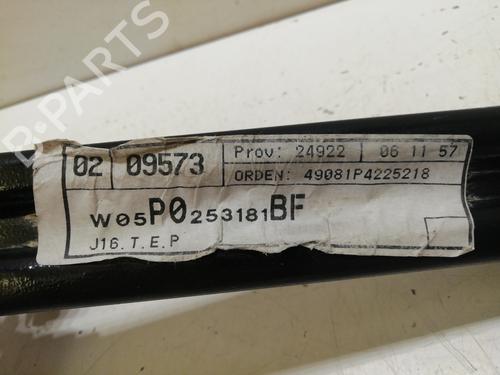 B-PARTS
02 09573 Prov: 24922 06 11 57
ORDEN: 49081P4225218
W05P0253181BF
J16.T.E.P